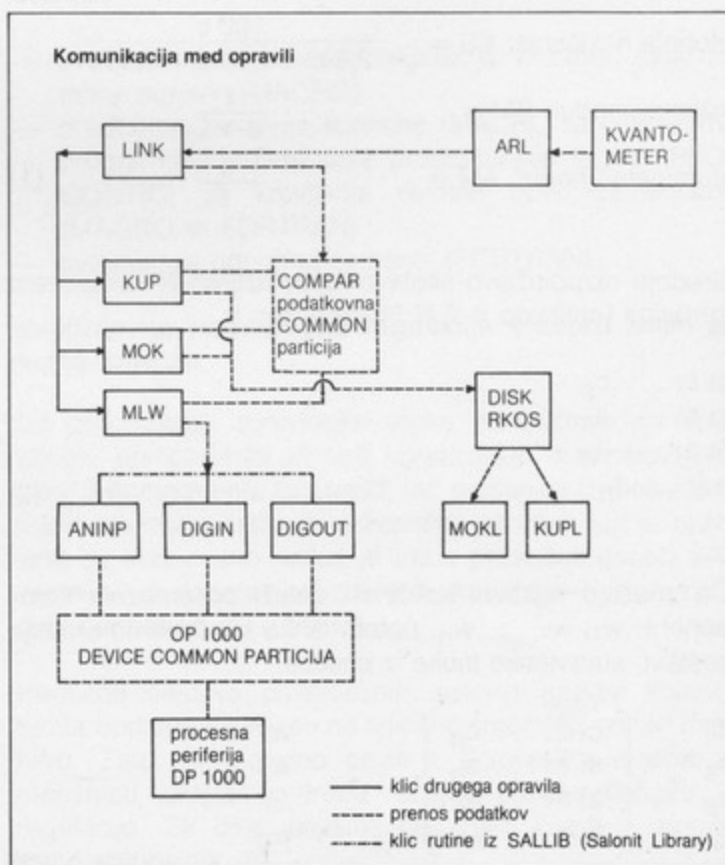 Komunikacija med opravili
LINK
ARL
KVANTO-
METER
KUP
COMPAR
podatkovna
COMMON
particija
MOK
MLW
DISK
RKOS
ANINP
DIGIN
DIGOUT
MOKL
KUPL
OP 1000
DEVICE COMMON PARTICIJA
procesna
periferija
DP 1000
klic drugega opravila
prenos podatkov
klic rutine iz SALLIB (Salonit Library)